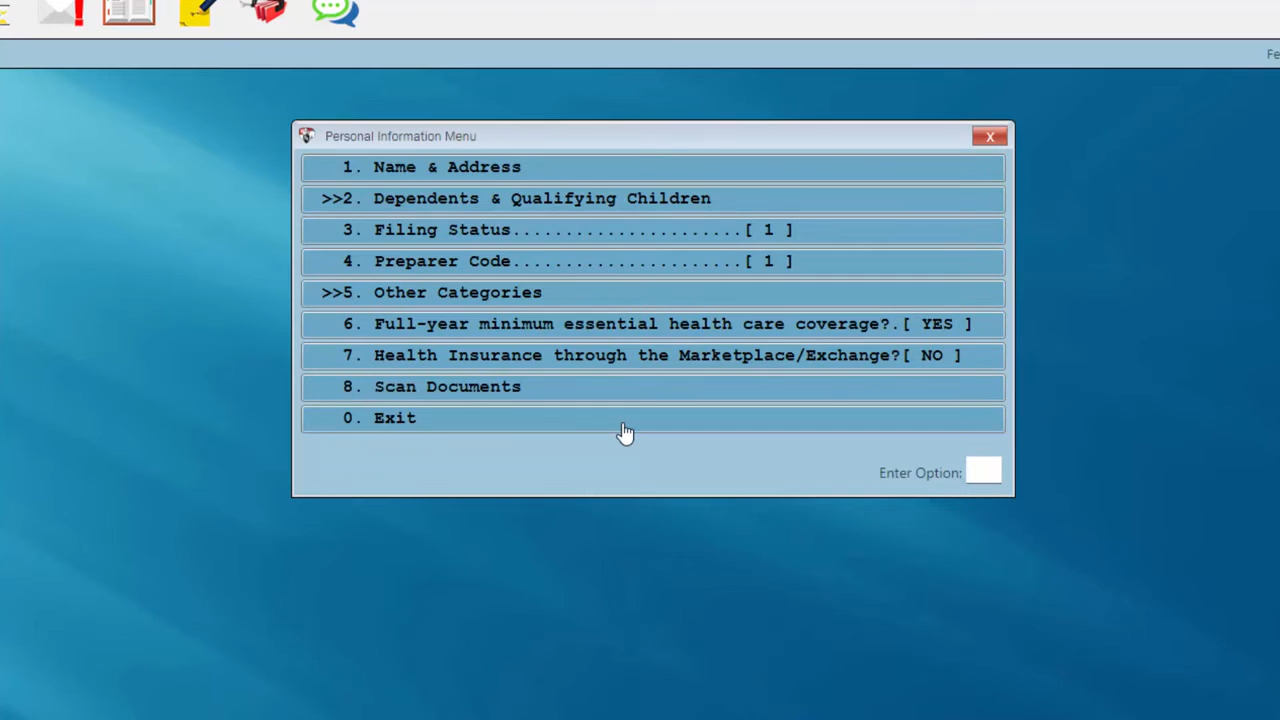 Fe
Personal Information Menu
X
1. Name & Address
>>2. Dependents & Qualifying Children
3. Filing Status......................[ 1 ]
4. Preparer Code......................[ 1 ]
>>5. Other Categories
6. Full-year minimum essential health care coverage?.[ YES ]
7. Health Insurance through the Marketplace/Exchange?[ NO ]
8. Scan Documents
0. Exit
Enter Option: